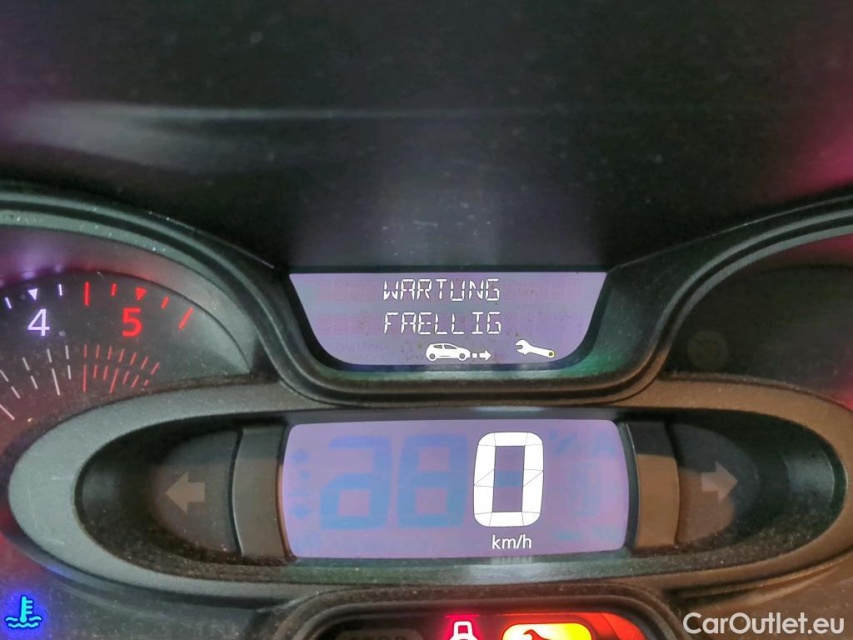 WARTUNG
FAELLIG
4 5
0
km/h
CarOutlet.eu